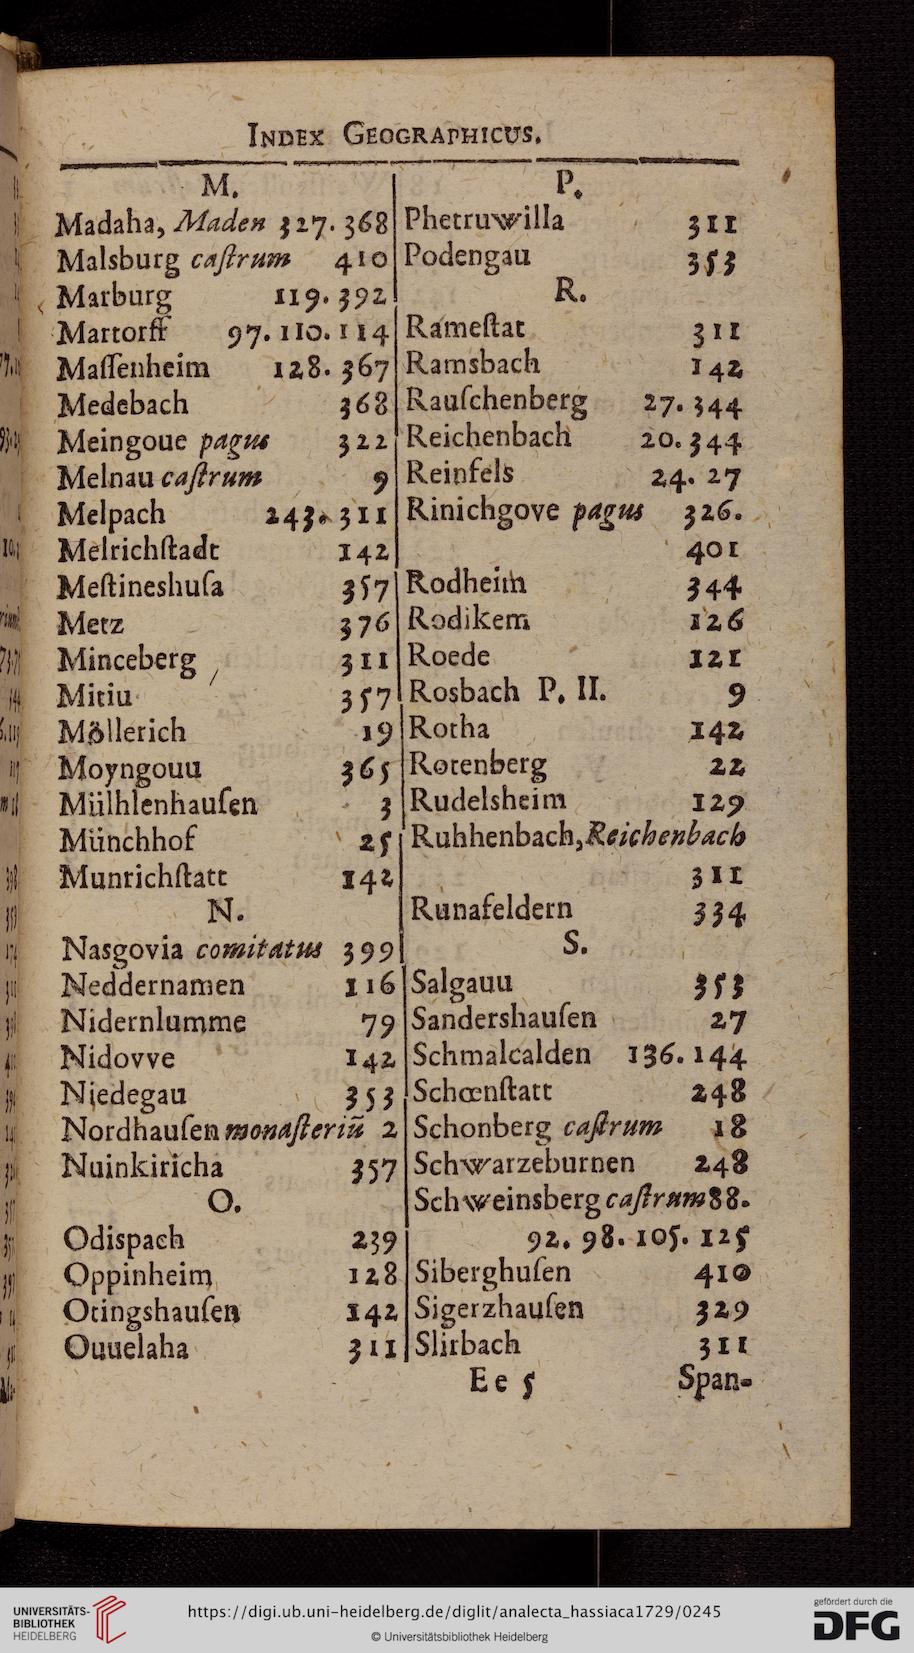 INDEX GEOGRAPHICUS.
M.
Madaha, Maden 327. 368
Malsburg caſtrum 410
Marburg 119. 392
Martorff 97. 110. 114
Maſſenheim 128. 367
Medebach 368
Meingoue pagus 322
Melnau caſtrum 9
Melpach 243. 311
Melrichſtadt 142
Meſtineshuſa 357
Metz 376
Minceberg 311
Mitiu 357
Möllerich 19
Moyngouu 365
Mülhlenhauſen 3
Münchhof 25
Munrichſtatt 142
N.
Nasgovia comitatus 399
Neddernamen 116
Nidernlumme 79
Nidovve 142
Niedegau 353
Nordhauſen monaſteriū 2
Nuinkiricha 357
O.
Odispach 239
Oppinheim 128
Otingshauſen 142
Ouuelaha 311
P.
Phetruwilla 311
Podengau 353
R.
Rameſtat 311
Ramsbach 142
Rauſchenberg 27. 344
Reichenbach 20. 344
Reinfels 24. 27
Rinichgove pagus 326.
401
Rodheim 344
Rodikem 126
Roede 121
Rosbach P. II. 9
Rotha 142
Rotenberg 22
Rudelsheim 129
Ruhhenbach, Reichenbach
311
Runafeldern 334
S.
Salgauu 353
Sandershauſen 27
Schmalcalden 136. 144
Schœnſtatt 248
Schonberg caſtrum 18
Schwarzeburnen 248
Schweinsberg caſtrum 88.
92. 98. 105. 125
Siberghuſen 410
Sigerzhauſen 329
Slirbach 311
Ee 5 Span-
UNIVERSITÄTS-
BIBLIOTHEK
HEIDELBERG
https://digi.ub.uni-heidelberg.de/diglit/analecta_hassiaca1729/0245
© Universitätsbibliothek Heidelberg
gefördert durch die
DFG